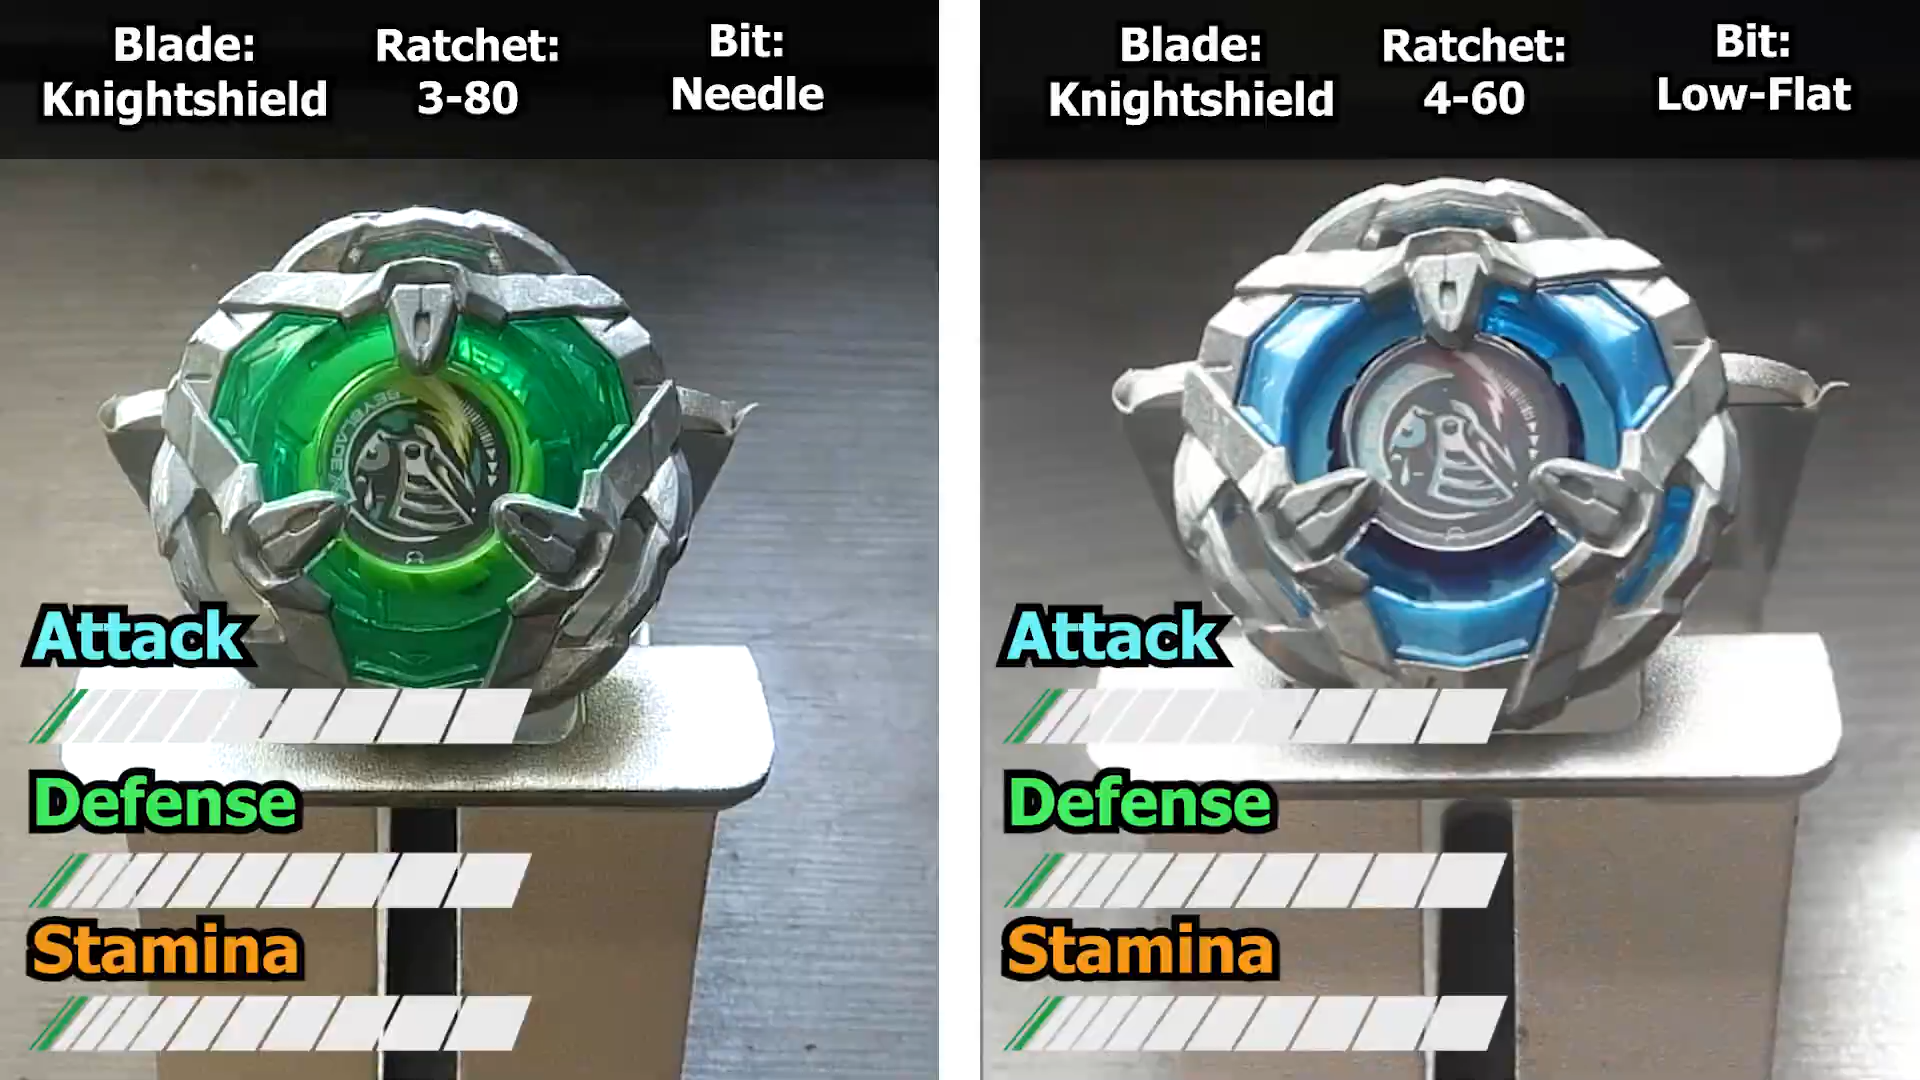 Blade:
Knightshield
Ratchet:
3-80
Bit:
Needle
BEYBLADE
Attack
Defense
Stamina
Blade:
Knightshield
Ratchet:
4-60
Bit:
Low-Flat
Attack
Defense
Stamina